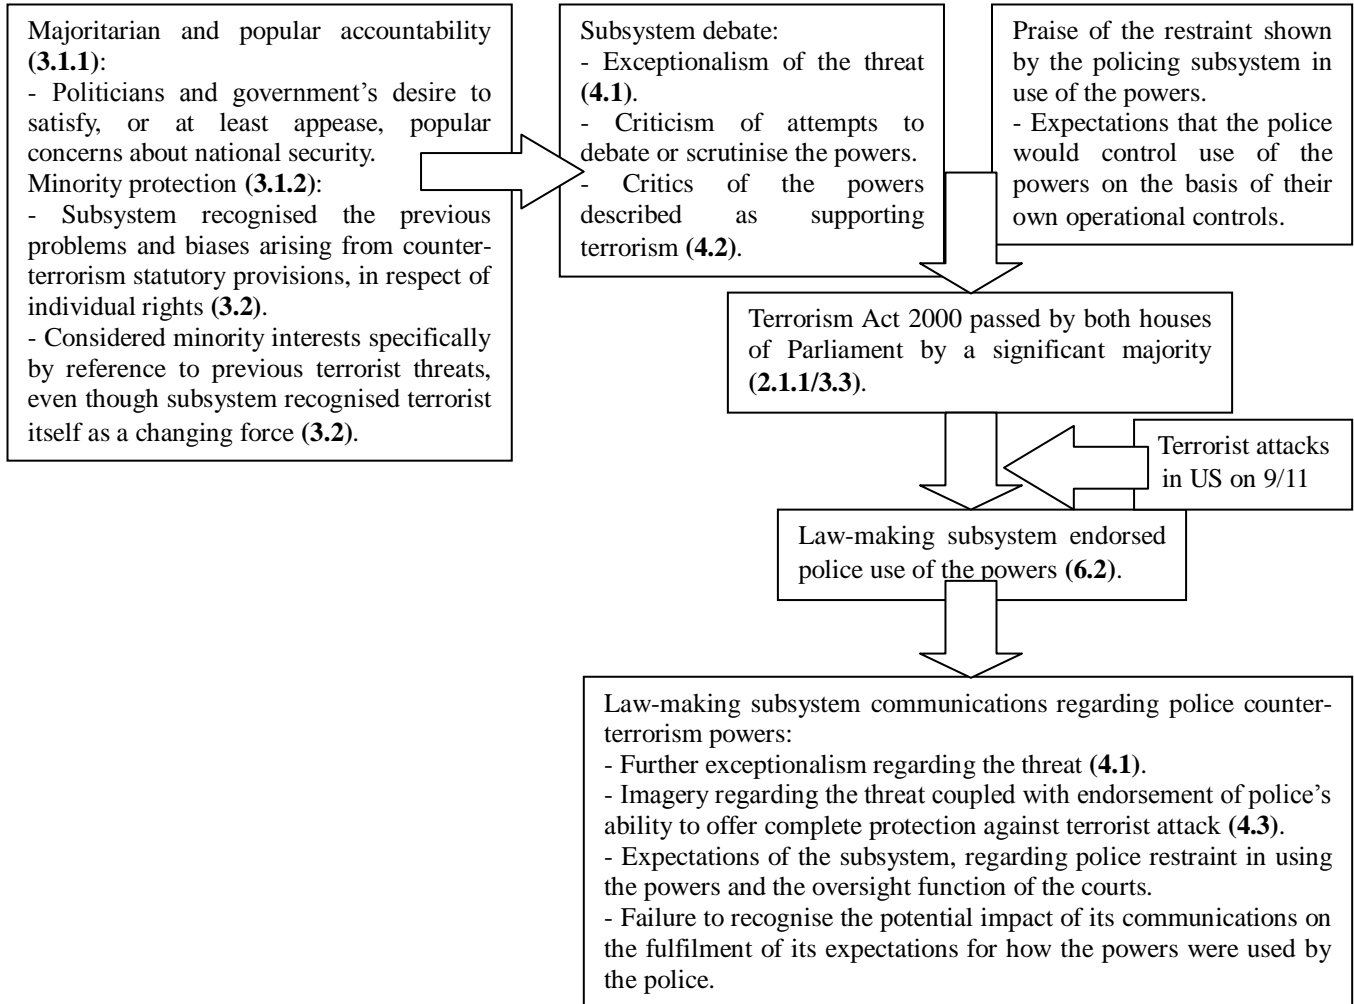 Majoritarian and popular accountability
(3.1.1):
- Politicians and government’s desire to
satisfy, or at least appease, popular
concerns about national security.
Minority protection (3.1.2):
- Subsystem recognised the previous
problems and biases arising from counter-
terrorism statutory provisions, in respect of
individual rights (3.2).
- Considered minority interests specifically
by reference to previous terrorist threats,
even though subsystem recognised terrorist
itself as a changing force (3.2).
Subsystem debate:
- Exceptionalism of the threat
(4.1).
- Criticism of attempts to
debate or scrutinise the powers.
- Critics of the powers
described as supporting
terrorism (4.2).
Praise of the restraint shown
by the policing subsystem in
use of the powers.
- Expectations that the police
would control use of the
powers on the basis of their
own operational controls.
Terrorism Act 2000 passed by both houses
of Parliament by a significant majority
(2.1.1/3.3).
Terrorist attacks
in US on 9/11
Law-making subsystem endorsed
police use of the powers (6.2).
Law-making subsystem communications regarding police counter-
terrorism powers:
- Further exceptionalism regarding the threat (4.1).
- Imagery regarding the threat coupled with endorsement of police’s
ability to offer complete protection against terrorist attack (4.3).
- Expectations of the subsystem, regarding police restraint in using
the powers and the oversight function of the courts.
- Failure to recognise the potential impact of its communications on
the fulfilment of its expectations for how the powers were used by
the police.